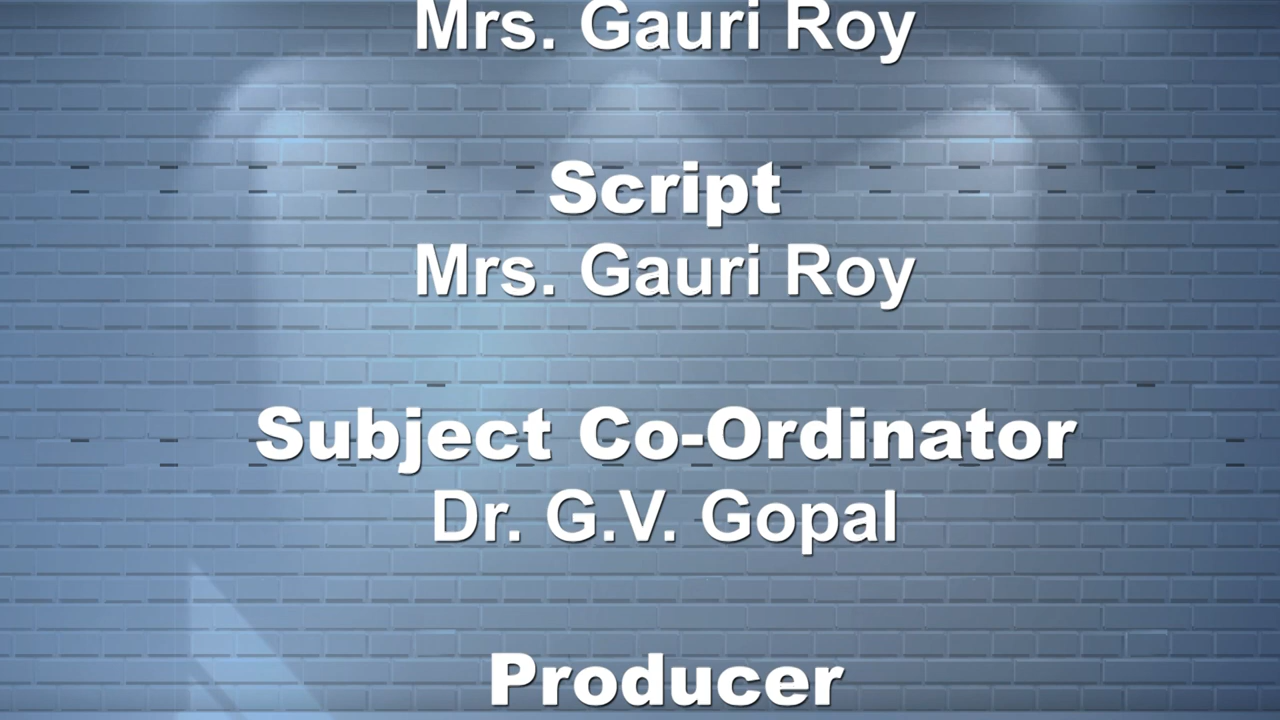 Mrs. Gauri Roy
Script
Mrs. Gauri Roy
Subject Co-Ordinator
Dr. G.V. Gopal
Producer